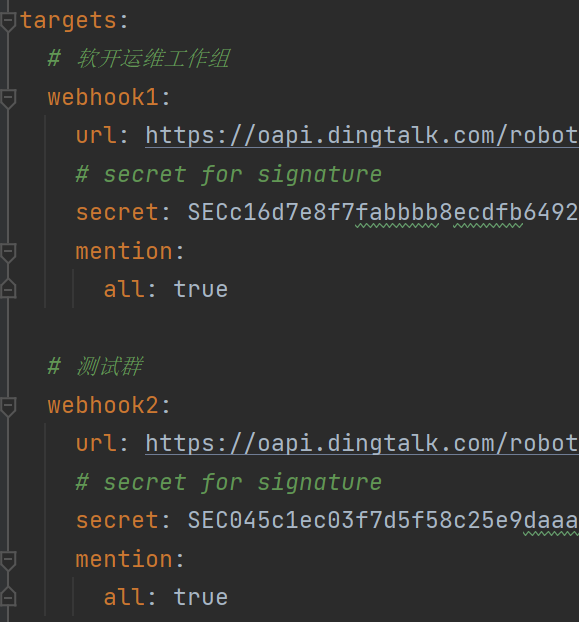 targets:
# 软开运维工作组
webhook1:
url: https://oapi.dingtalk.com/robot
# secret for signature
secret: SECc16d7e8f7fabbbb8ecdfb6492
mention:
all: true
# 测试群
webhook2:
url: https://oapi.dingtalk.com/robot
# secret for signature
secret: SEC045c1ec03f7d5f58c25e9daaa
mention:
all: true